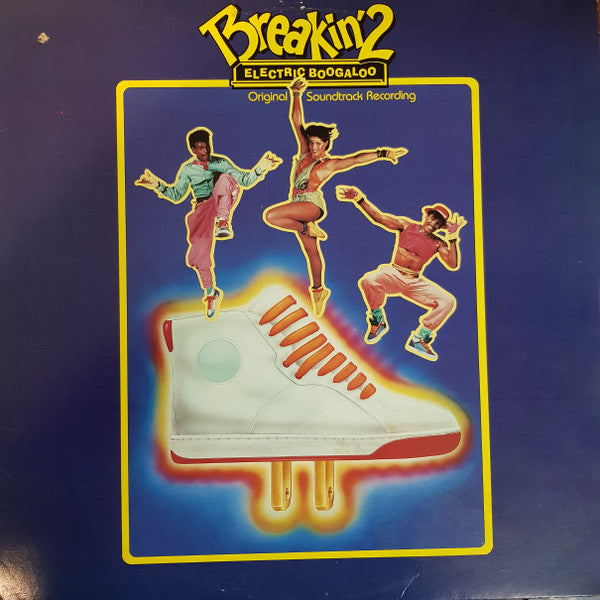 Breakin' 2
ELECTRIC BOOGALOO
Original Soundtrack Recording